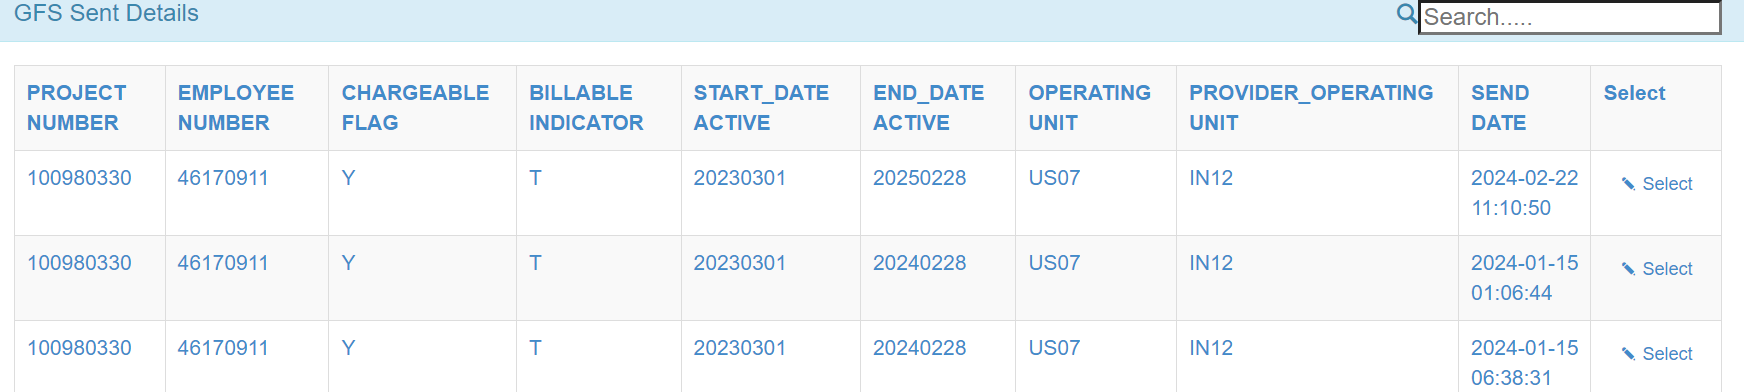 GFS Sent Details
Search.....
PROJECT NUMBER EMPLOYEE NUMBER CHARGEABLE FLAG BILLABLE INDICATOR START_DATE ACTIVE END_DATE ACTIVE OPERATING UNIT PROVIDER_OPERATING UNIT SEND DATE Select
100980330 46170911 Y T 20230301 20250228 US07 IN12 2024-02-22 11:10:50 Select
100980330 46170911 Y T 20230301 20240228 US07 IN12 2024-01-15 01:06:44 Select
100980330 46170911 Y T 20230301 20240228 US07 IN12 2024-01-15 06:38:31 Select